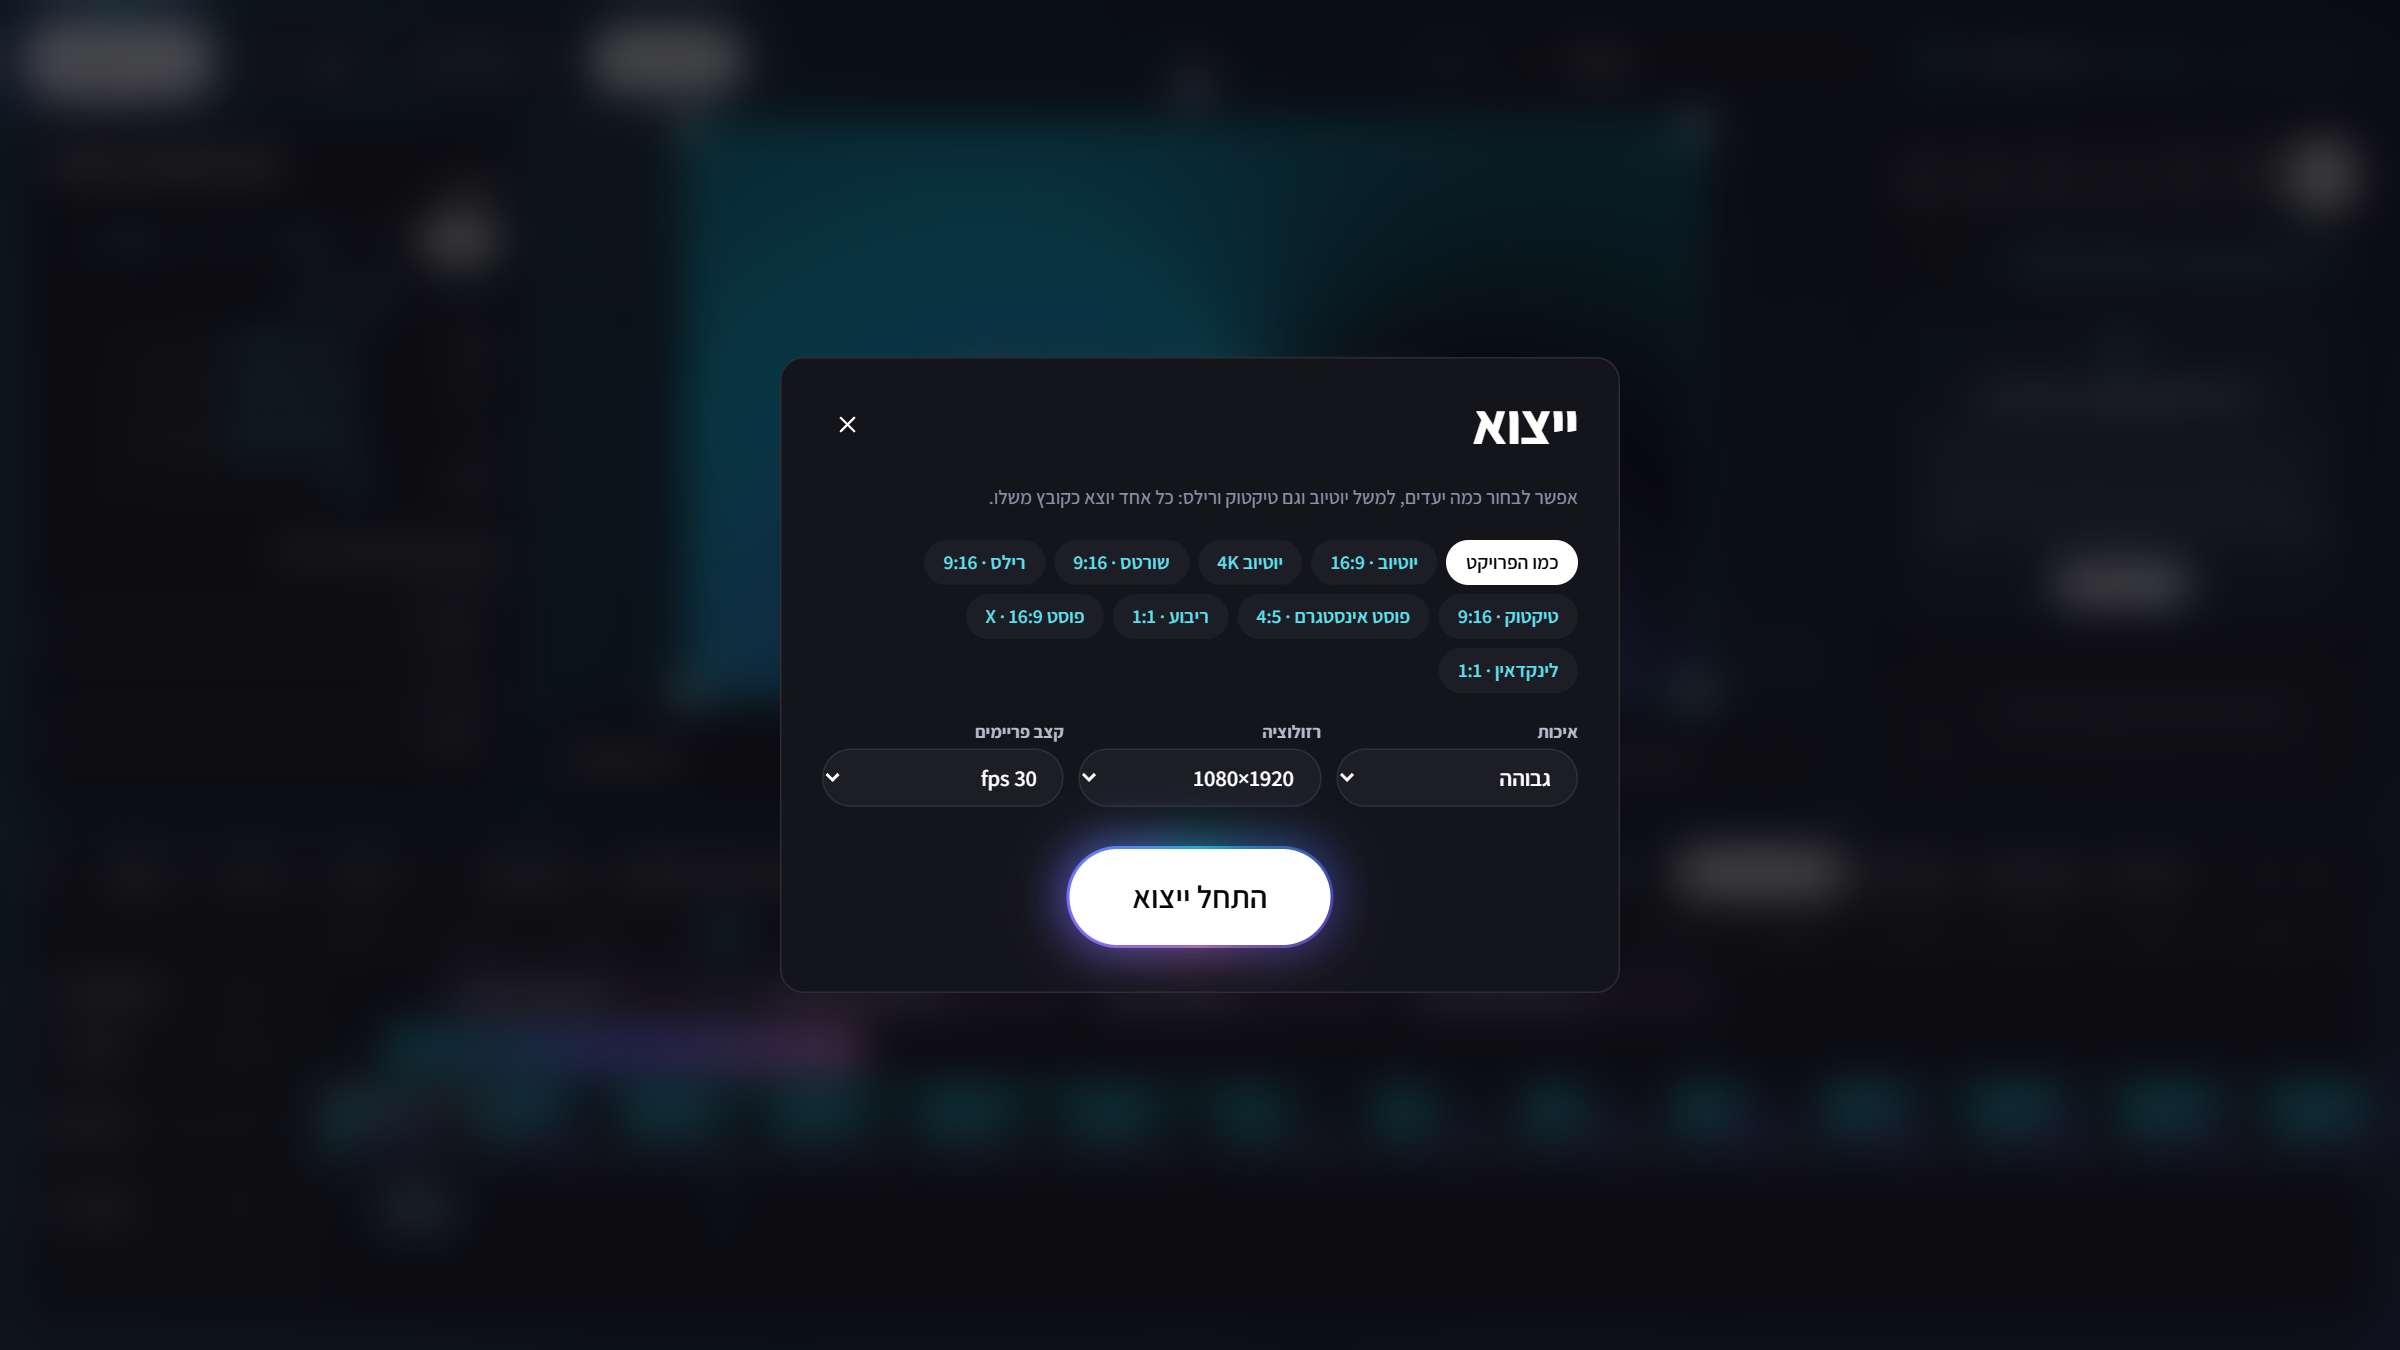 ייצוא
אפשר לבחור כמה יעדים, למשל יוטיוב וגם טיקטוק ורילס: כל אחד יוצא כקובץ משלו.
כמו הפרויקט
יוטיוב · 16:9
יוטיוב 4K
שורטס · 9:16
רילס · 9:16
טיקטוק · 9:16
פוסט אינסטגרם · 4:5
ריבוע · 1:1
פוסט X · 16:9
לינקדאין · 1:1
איכות
רזולוציה
קצב פריימים
גבוהה
1920×1080
30 fps
התחל ייצוא